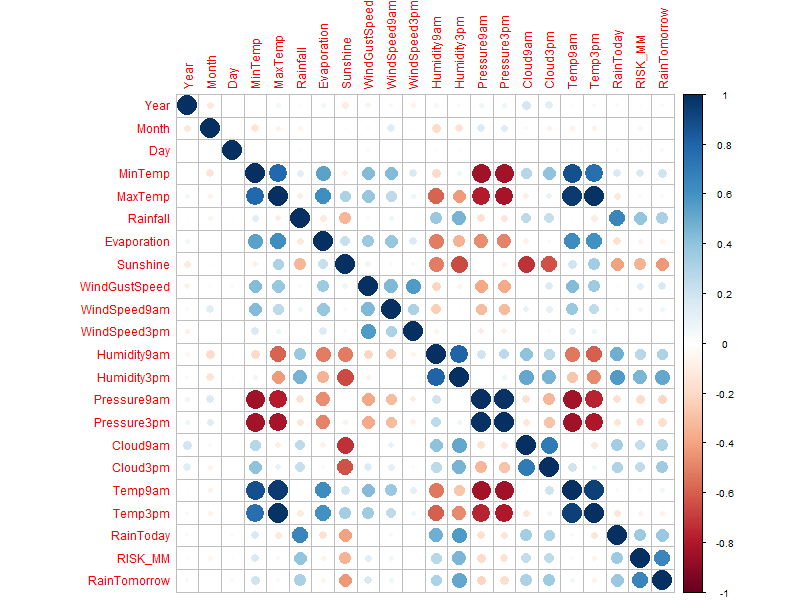 Year
Month
Day
MinTemp
MaxTemp
Rainfall
Evaporation
Sunshine
WindGustSpeed
WindSpeed9am
WindSpeed3pm
Humidity9am
Humidity3pm
Pressure9am
Pressure3pm
Cloud9am
Cloud3pm
Temp9am
Temp3pm
RainToday
RISK_MM
RainTomorrow
Year
Month
Day
MinTemp
MaxTemp
Rainfall
Evaporation
Sunshine
WindGustSpeed
WindSpeed9am
WindSpeed3pm
Humidity9am
Humidity3pm
Pressure9am
Pressure3pm
Cloud9am
Cloud3pm
Temp9am
Temp3pm
RainToday
RISK_MM
RainTomorrow
1
0.8
0.6
0.4
0.2
0
-0.2
-0.4
-0.6
-0.8
-1